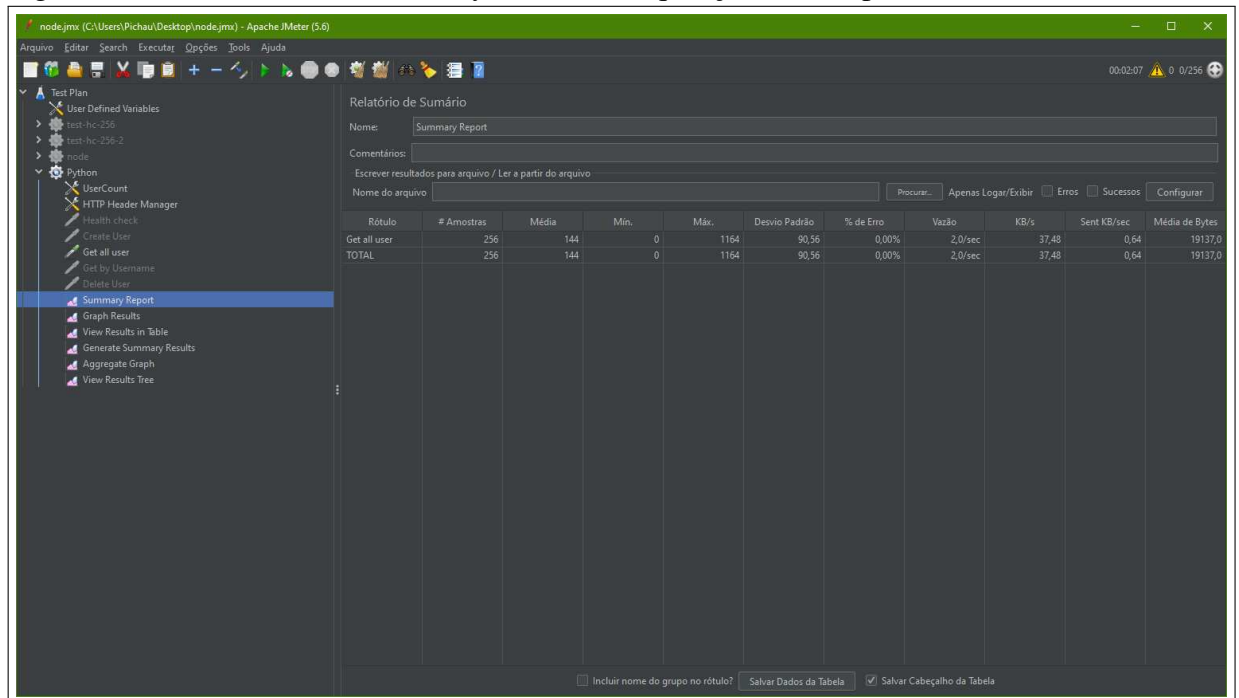 node.jmx (C:\Users\Pichau\Desktop\node.jmx) - Apache JMeter (5.6)
Arquivo Editar Search Executar Opções Tools Ajuda
00:02:07 0 0/256
Test Plan
User Defined Variables
test-hc-256
test-hc-256-2
node
Python
UserCount
HTTP Header Manager
Health check
Create User
Get all user
Get by Username
Delete User
Summary Report
Graph Results
View Results in Table
Generate Summary Results
Aggregate Graph
View Results Tree
Relatório de Sumário
Nome: Summary Report
Comentários:
Escrever resultados para arquivo / Ler a partir do arquivo
Nome do arquivo Procurar... Apenas Logar/Exibir Erros Sucessos Configurar
Rótulo # Amostras Média Mín. Máx. Desvio Padrão % de Erro Vazão KB/s Sent KB/sec Média de Bytes
Get all user 256 144 0 1164 90,56 0,00% 2,0/sec 37,48 0,64 19137,0
TOTAL 256 144 0 1164 90,56 0,00% 2,0/sec 37,48 0,64 19137,0
Incluir nome do grupo no rótulo? Salvar Dados da Tabela Salvar Cabeçalho da Tabela